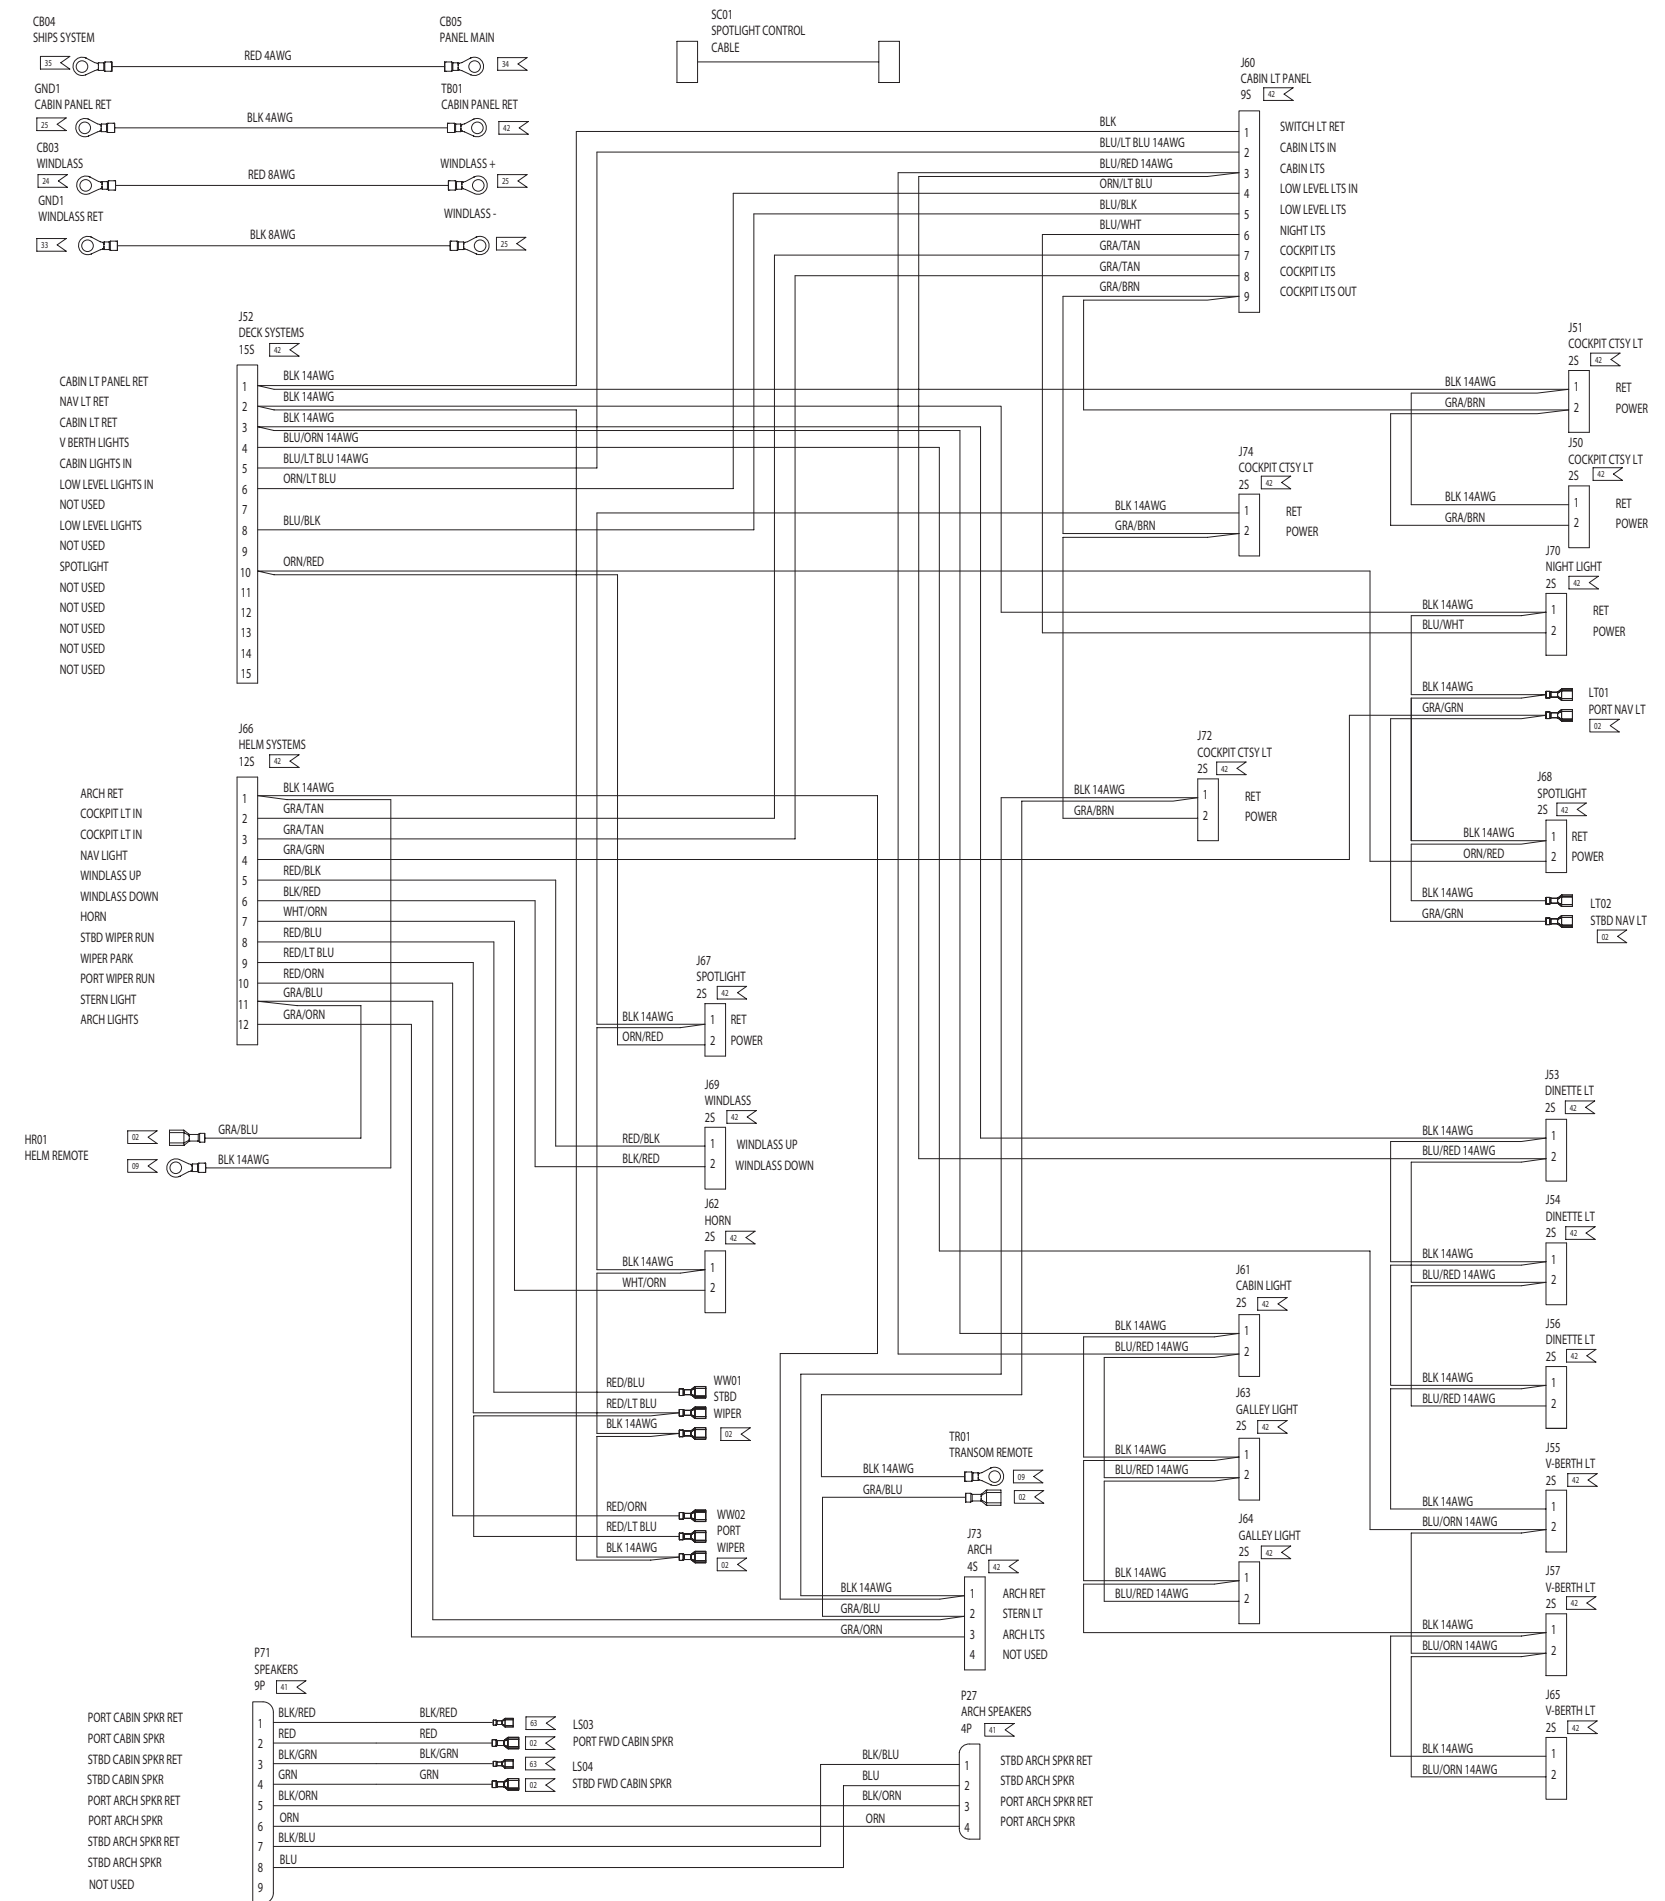 CB04
SHIPS SYSTEM
35
RED 4AWG
CB05
PANEL MAIN
34
GND1
CABIN PANEL RET
25
BLK 4AWG
TB01
CABIN PANEL RET
42
CB03
WINDLASS
24
RED 8AWG
WINDLASS +
25
GND1
WINDLASS RET
33
BLK 8AWG
WINDLASS -
25
SC01
SPOTLIGHT CONTROL
CABLE
J60
CABIN LT PANEL
9S 42
BLK 1 SWITCH LT RET
BLU/LT BLU 14AWG 2 CABIN LTS IN
BLU/RED 14AWG 3 CABIN LTS
ORN/LT BLU 4 LOW LEVEL LTS IN
BLU/BLK 5 LOW LEVEL LTS
BLU/WHT 6 NIGHT LTS
GRA/TAN 7 COCKPIT LTS
GRA/TAN 8 COCKPIT LTS
GRA/BRN 9 COCKPIT LTS OUT
J52
DECK SYSTEMS
15S 42
CABIN LT PANEL RET 1 BLK 14AWG
NAV LT RET 2 BLK 14AWG
CABIN LT RET 3 BLK 14AWG
V BERTH LIGHTS 4 BLU/ORN 14AWG
CABIN LIGHTS IN 5 BLU/LT BLU 14AWG
LOW LEVEL LIGHTS IN 6 ORN/LT BLU
NOT USED 7
LOW LEVEL LIGHTS 8 BLU/BLK
NOT USED 9
SPOTLIGHT 10 ORN/RED
NOT USED 11
NOT USED 12
NOT USED 13
NOT USED 14
NOT USED 15
J51
COCKPIT CTSY LT
2S 42
BLK 14AWG 1 RET
GRA/BRN 2 POWER
J50
COCKPIT CTSY LT
2S 42
BLK 14AWG 1 RET
GRA/BRN 2 POWER
J74
COCKPIT CTSY LT
2S 42
BLK 14AWG 1 RET
GRA/BRN 2 POWER
J70
NIGHT LIGHT
2S 42
BLK 14AWG 1 RET
BLU/WHT 2 POWER
BLK 14AWG LT01
GRA/GRN PORT NAV LT
02
J66
HELM SYSTEMS
12S 42
ARCH RET 1 BLK 14AWG
COCKPIT LT IN 2 GRA/TAN
COCKPIT LT IN 3 GRA/TAN
NAV LIGHT 4 GRA/GRN
WINDLASS UP 5 RED/BLK
WINDLASS DOWN 6 BLK/RED
HORN 7 WHT/ORN
STBD WIPER RUN 8 RED/BLU
WIPER PARK 9 RED/LT BLU
PORT WIPER RUN 10 RED/ORN
STERN LIGHT 11 GRA/BLU
ARCH LIGHTS 12 GRA/ORN
J72
COCKPIT CTSY LT
2S 42
BLK 14AWG 1 RET
GRA/BRN 2 POWER
J68
SPOTLIGHT
2S 42
BLK 14AWG 1 RET
ORN/RED 2 POWER
BLK 14AWG LT02
GRA/GRN STBD NAV LT
02
J67
SPOTLIGHT
2S 42
BLK 14AWG 1 RET
ORN/RED 2 POWER
HR01
HELM REMOTE
02 GRA/BLU
09 BLK 14AWG
J69
WINDLASS
2S 42
RED/BLK 1 WINDLASS UP
BLK/RED 2 WINDLASS DOWN
J62
HORN
2S 42
BLK 14AWG 1
WHT/ORN 2
J53
DINETTE LT
2S 42
BLK 14AWG 1
BLU/RED 14AWG 2
J54
DINETTE LT
2S 42
BLK 14AWG 1
BLU/RED 14AWG 2
J61
CABIN LIGHT
2S 42
BLK 14AWG 1
BLU/RED 14AWG 2
J56
DINETTE LT
2S 42
BLK 14AWG 1
BLU/RED 14AWG 2
RED/BLU WW01
RED/LT BLU STBD
BLK 14AWG WIPER
02
J63
GALLEY LIGHT
2S 42
BLK 14AWG 1
BLU/RED 14AWG 2
TR01
TRANSOM REMOTE
BLK 14AWG 09
GRA/BLU 02
J55
V-BERTH LT
2S 42
BLK 14AWG 1
BLU/ORN 14AWG 2
RED/ORN WW02
RED/LT BLU PORT
BLK 14AWG WIPER
02
J64
GALLEY LIGHT
2S 42
BLK 14AWG 1
BLU/RED 14AWG 2
J73
ARCH
4S 42
BLK 14AWG 1 ARCH RET
GRA/BLU 2 STERN LT
GRA/ORN 3 ARCH LTS
4 NOT USED
J57
V-BERTH LT
2S 42
BLK 14AWG 1
BLU/ORN 14AWG 2
J65
V-BERTH LT
2S 42
BLK 14AWG 1
BLU/ORN 14AWG 2
P71
SPEAKERS
9P 41
PORT CABIN SPKR RET 1 BLK/RED BLK/RED 63 LS03
PORT CABIN SPKR 2 RED RED 02 PORT FWD CABIN SPKR
STBD CABIN SPKR RET 3 BLK/GRN BLK/GRN 63 LS04
STBD CABIN SPKR 4 GRN GRN 02 STBD FWD CABIN SPKR
PORT ARCH SPKR RET 5 BLK/ORN
PORT ARCH SPKR 6 ORN
STBD ARCH SPKR RET 7 BLK/BLU
STBD ARCH SPKR 8 BLU
NOT USED 9
P27
ARCH SPEAKERS
4P 41
BLK/BLU 1 STBD ARCH SPKR RET
BLU 2 STBD ARCH SPKR
BLK/ORN 3 PORT ARCH SPKR RET
ORN 4 PORT ARCH SPKR